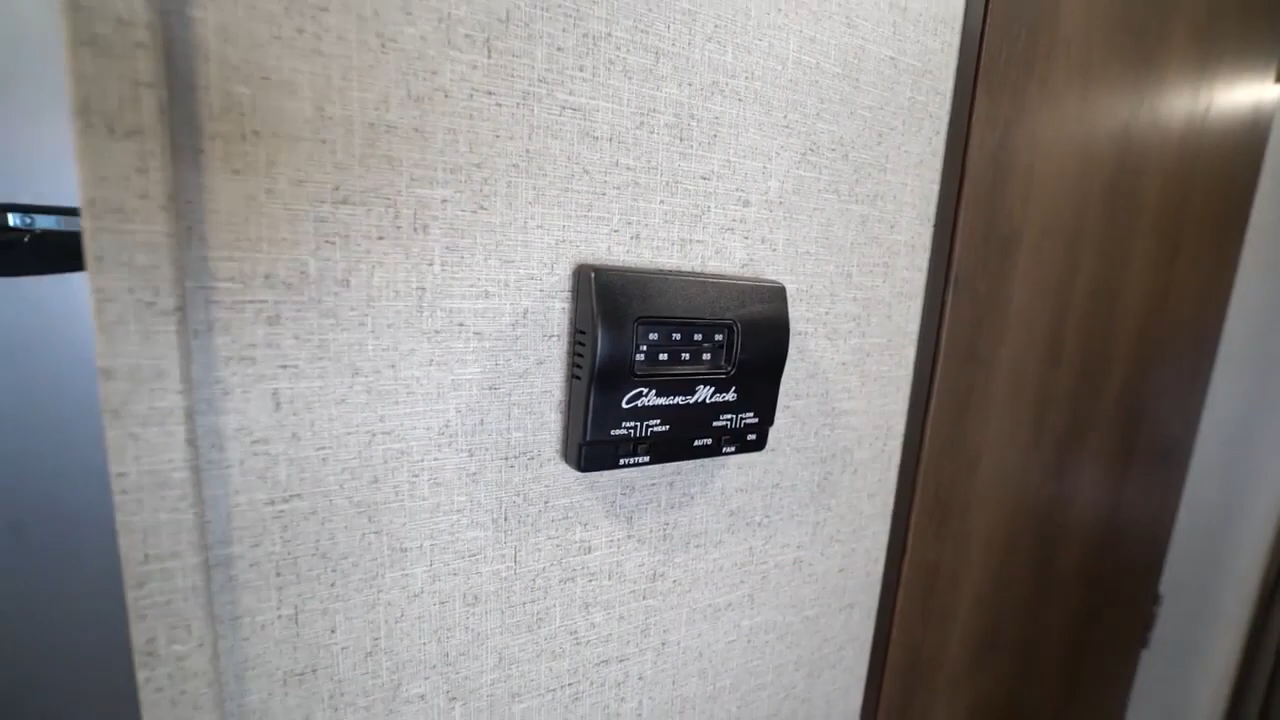 60 70 80 90
55 65 75 85
Coleman-Mach
FAN OFF
COOL HEAT
SYSTEM
LOW LOW
HIGH HIGH
AUTO ON
FAN